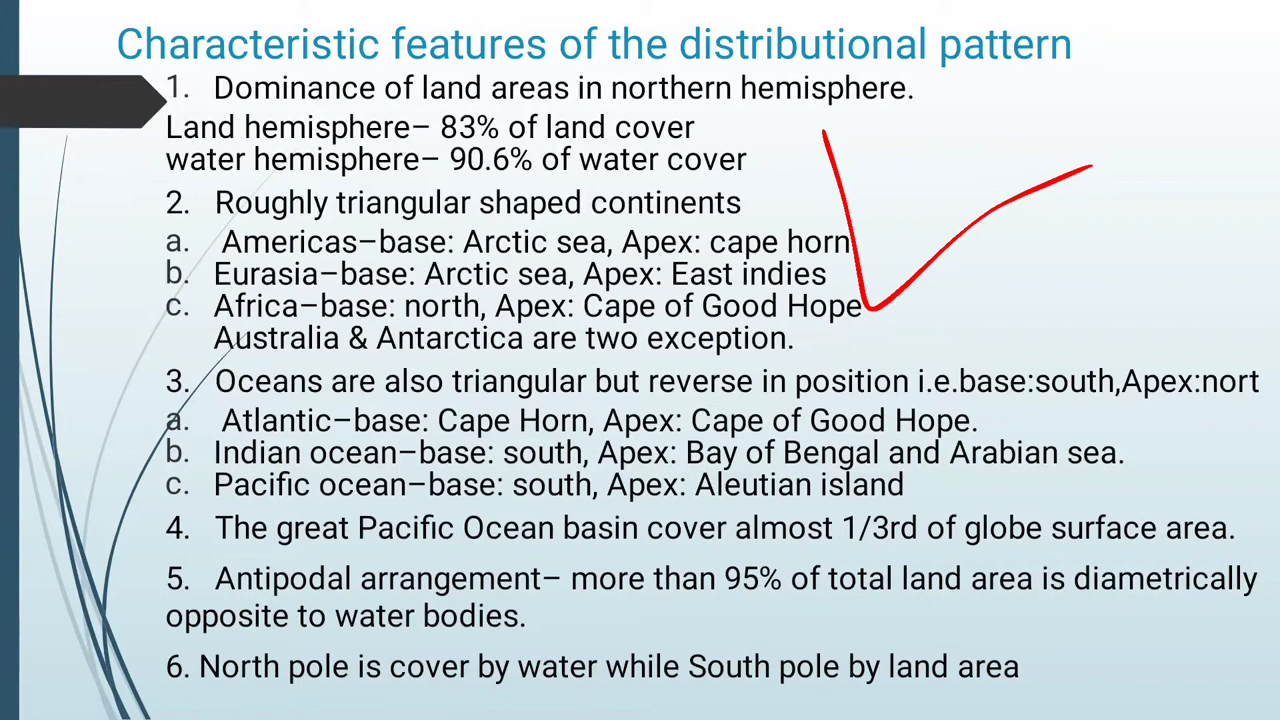 Characteristic features of the distributional pattern
1. Dominance of land areas in northern hemisphere.
Land hemisphere– 83% of land cover
water hemisphere– 90.6% of water cover
2. Roughly triangular shaped continents
a. Americas–base: Arctic sea, Apex: cape horn
b. Eurasia–base: Arctic sea, Apex: East indies
c. Africa–base: north, Apex: Cape of Good Hope
Australia & Antarctica are two exception.
3. Oceans are also triangular but reverse in position i.e.base:south,Apex:nort
a. Atlantic–base: Cape Horn, Apex: Cape of Good Hope.
b. Indian ocean–base: south, Apex: Bay of Bengal and Arabian sea.
c. Pacific ocean–base: south, Apex: Aleutian island
4. The great Pacific Ocean basin cover almost 1/3rd of globe surface area.
5. Antipodal arrangement– more than 95% of total land area is diametrically
opposite to water bodies.
6. North pole is cover by water while South pole by land area